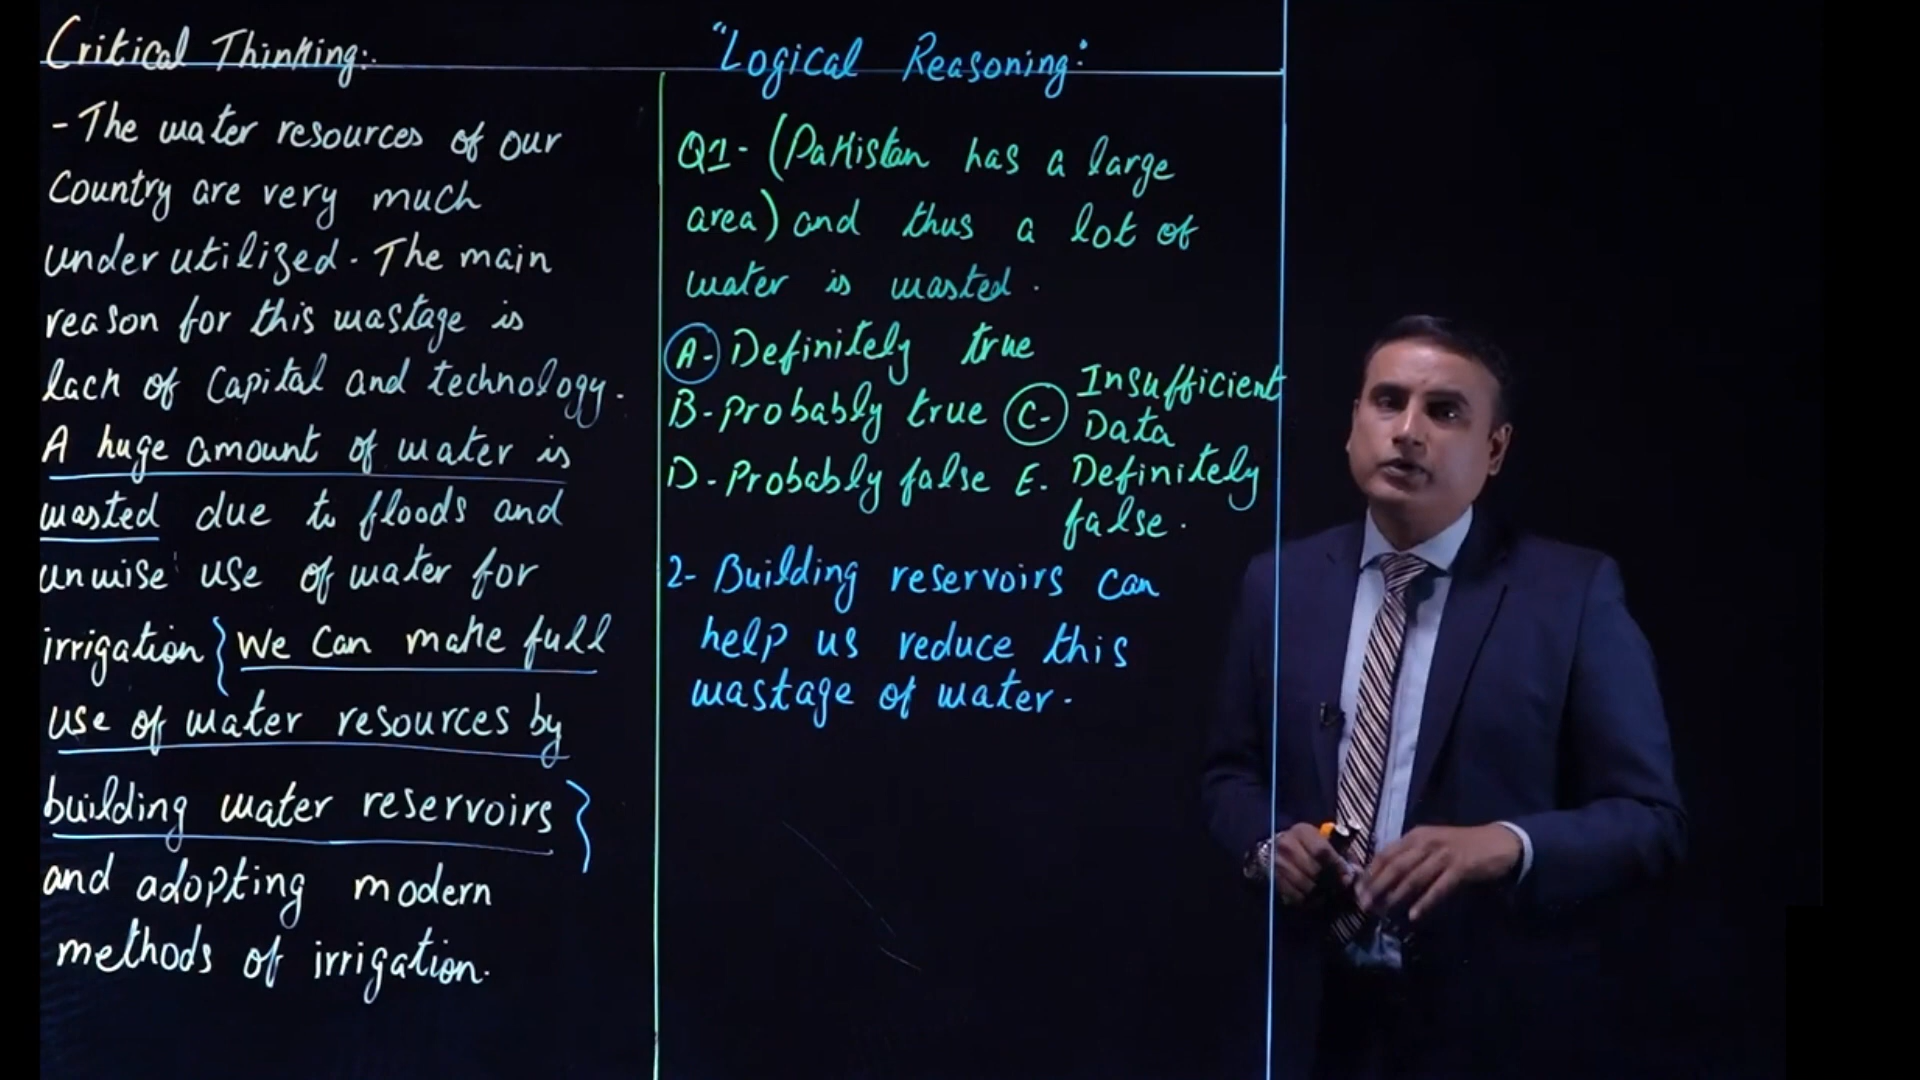 Critical Thinking:
- The water resources of our
Country are very much
under utilized. The main
reason for this wastage is
lack of Capital and technology.
A huge amount of water is
wasted due to floods and
unwise use of water for
irrigation } We Can make full
use of water resources by
building water reservoirs }
and adopting modern
methods of irrigation.
"Logical Reasoning:
Q1- (Pakistan has a large
area) and thus a lot of
water is wasted.
A- Definitely true
B- Probably true C- Insufficient
Data
D- Probably false E. Definitely
false.
2- Building reservoirs can
help us reduce this
wastage of water.